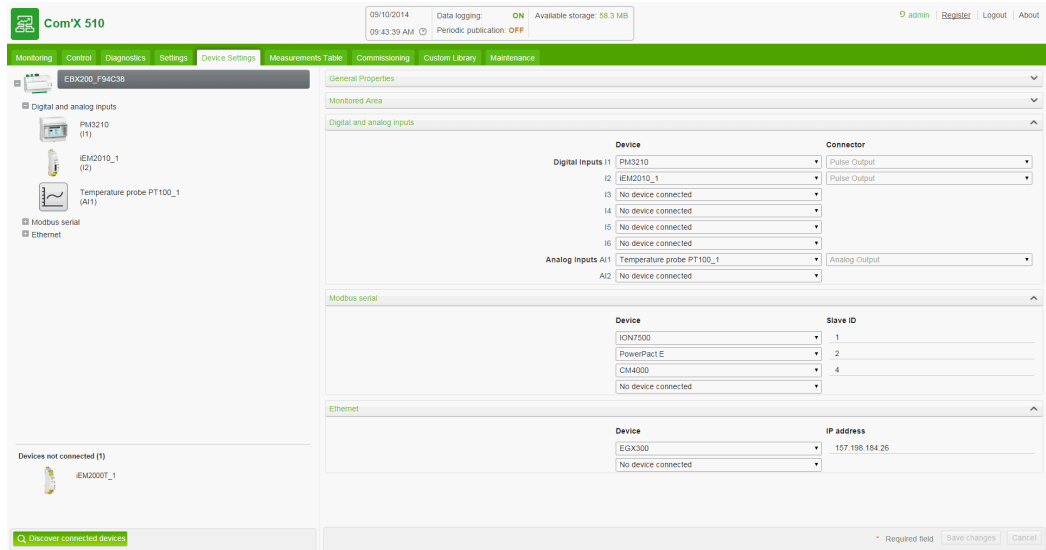 Com'X 510
09/10/2014
09:43:39 AM
Data logging: ON
Periodic publication: OFF
Available storage: 58.3 MB
admin Register Logout About
Monitoring Control Diagnostics Settings Device Settings Measurements Table Commissioning Custom Library Maintenance
EBX200_F94C38
Digital and analog inputs
PM3210
(I1)
iEM2010_1
(I2)
Temperature probe PT100_1
(AI1)
Modbus serial
Ethernet
Devices not connected (1)
iEM2000T_1
Discover connected devices
General Properties
Monitored Area
Digital and analog inputs
Device Connector
Digital Inputs I1 PM3210 Pulse Output
I2 iEM2010_1 Pulse Output
I3 No device connected
I4 No device connected
I5 No device connected
I6 No device connected
Analog Inputs AI1 Temperature probe PT100_1 Analog Output
AI2 No device connected
Modbus serial
Device Slave ID
ION7500 1
PowerPact E 2
CM4000 4
No device connected
Ethernet
Device IP address
EGX300 157.198.184.26
No device connected
* Required field Save changes Cancel